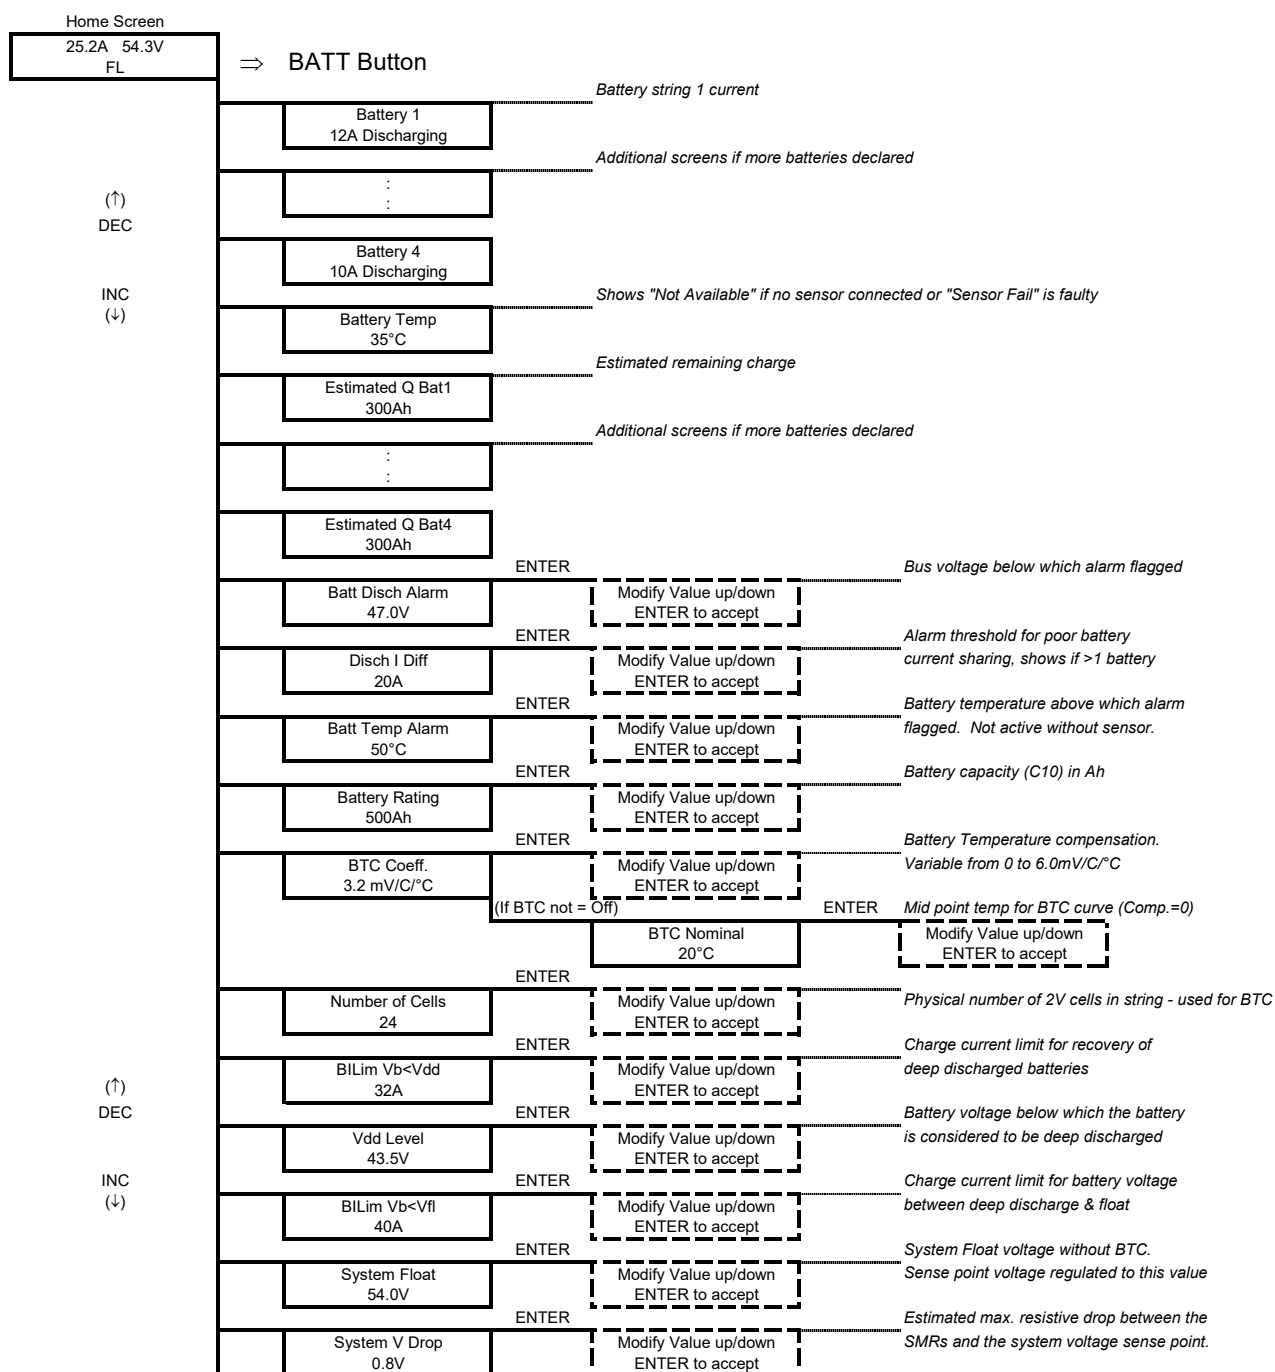 Home Screen
25.2A 54.3V
FL
⇒ BATT Button
Battery string 1 current
Battery 1
12A Discharging
Additional screens if more batteries declared
:
:
(↑)
DEC
Battery 4
10A Discharging
INC
(↓)
Shows "Not Available" if no sensor connected or "Sensor Fail" is faulty
Battery Temp
35°C
Estimated remaining charge
Estimated Q Bat1
300Ah
Additional screens if more batteries declared
:
:
Estimated Q Bat4
300Ah
ENTER
Bus voltage below which alarm flagged
Batt Disch Alarm
47.0V
Modify Value up/down
ENTER to accept
ENTER
Alarm threshold for poor battery
current sharing, shows if >1 battery
Disch I Diff
20A
Modify Value up/down
ENTER to accept
ENTER
Battery temperature above which alarm
flagged. Not active without sensor.
Batt Temp Alarm
50°C
Modify Value up/down
ENTER to accept
ENTER
Battery capacity (C10) in Ah
Battery Rating
500Ah
Modify Value up/down
ENTER to accept
ENTER
Battery Temperature compensation.
Variable from 0 to 6.0mV/C/°C
BTC Coeff.
3.2 mV/C/°C
Modify Value up/down
ENTER to accept
(If BTC not = Off)
ENTER
Mid point temp for BTC curve (Comp.=0)
BTC Nominal
20°C
Modify Value up/down
ENTER to accept
ENTER
Physical number of 2V cells in string - used for BTC
Number of Cells
24
Modify Value up/down
ENTER to accept
ENTER
Charge current limit for recovery of
deep discharged batteries
BILim Vb<Vdd
32A
Modify Value up/down
ENTER to accept
(↑)
DEC
ENTER
Battery voltage below which the battery
is considered to be deep discharged
Vdd Level
43.5V
Modify Value up/down
ENTER to accept
INC
(↓)
ENTER
Charge current limit for battery voltage
between deep discharge & float
BILim Vb<Vfl
40A
Modify Value up/down
ENTER to accept
ENTER
System Float voltage without BTC.
Sense point voltage regulated to this value
System Float
54.0V
Modify Value up/down
ENTER to accept
ENTER
Estimated max. resistive drop between the
SMRs and the system voltage sense point.
System V Drop
0.8V
Modify Value up/down
ENTER to accept